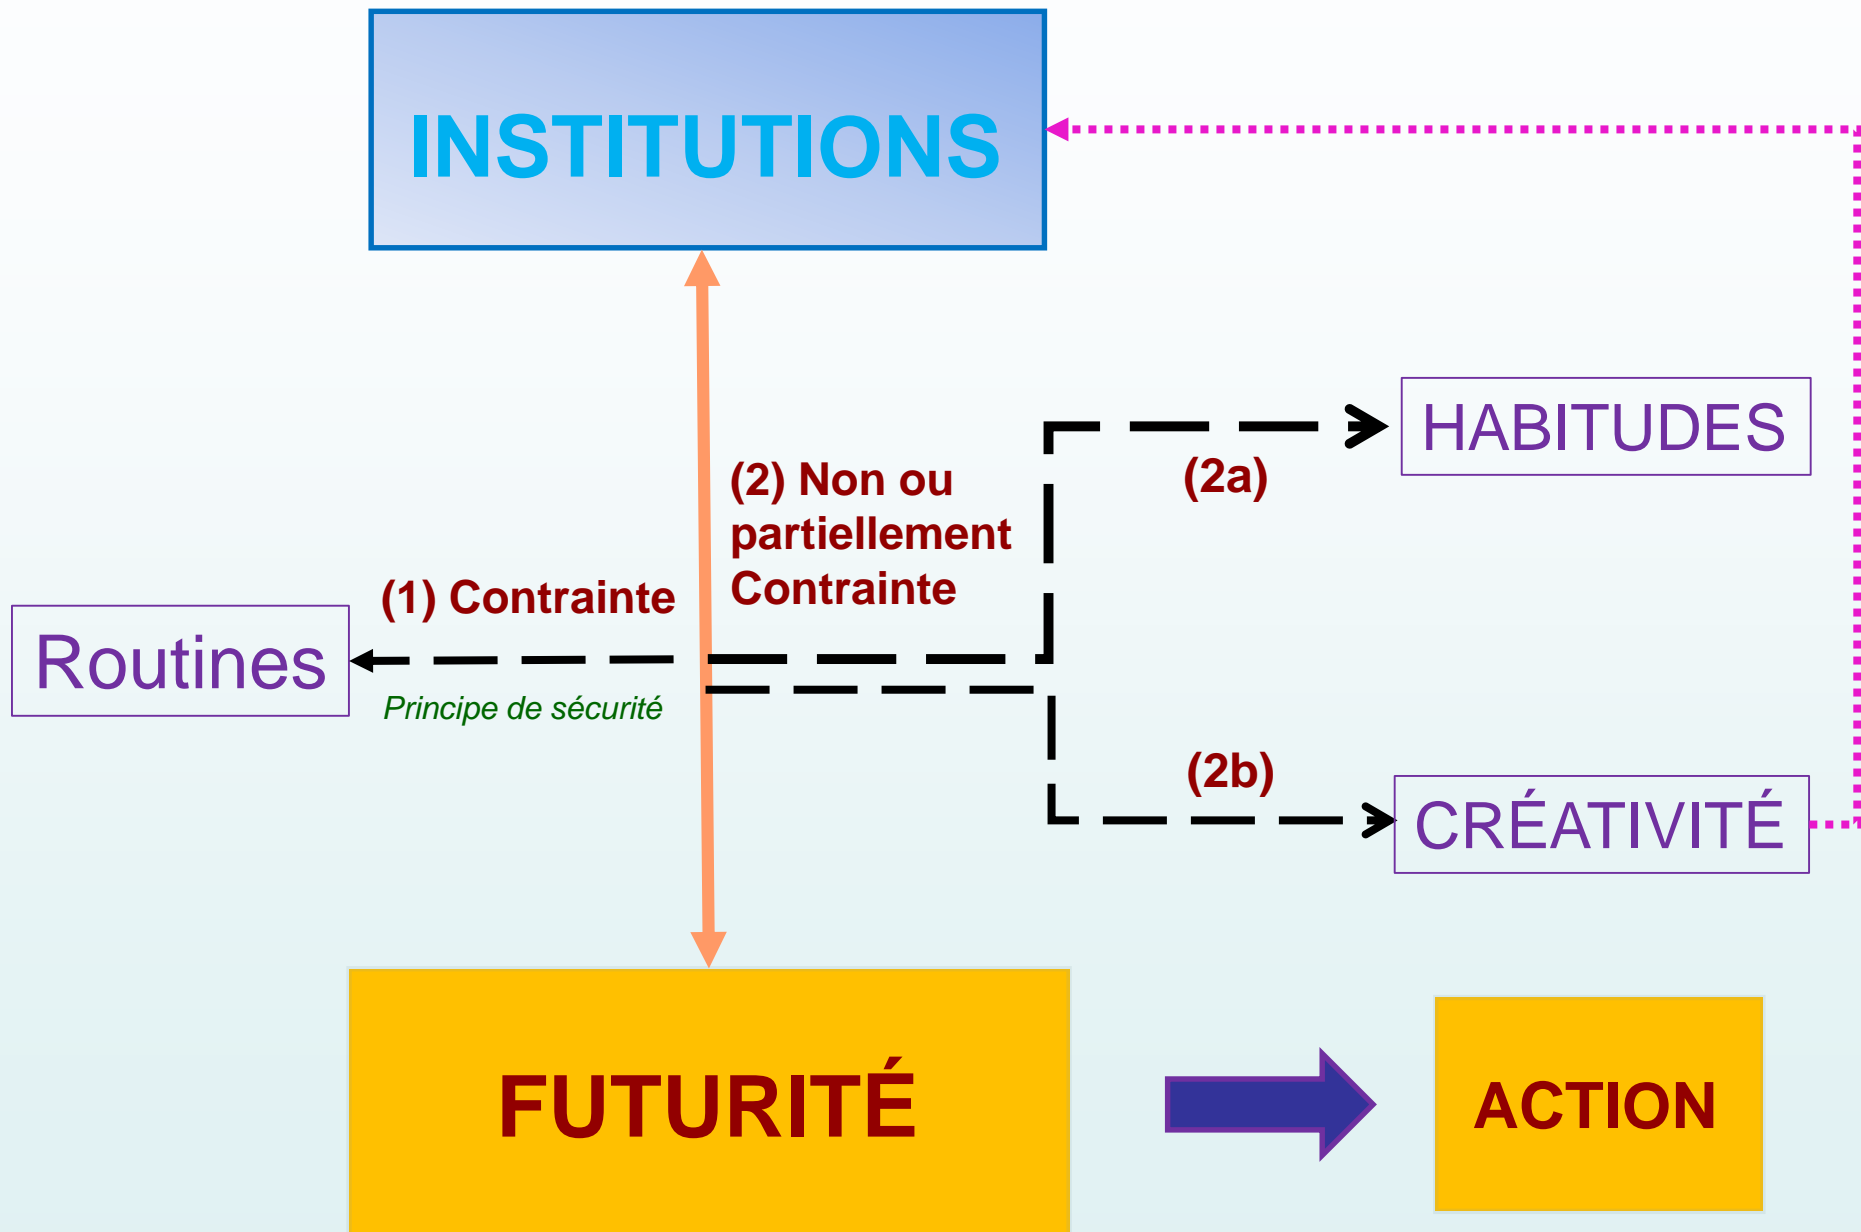 INSTITUTIONS
HABITUDES
(2a)
(2) Non ou
partiellement
Contrainte
(1) Contrainte
Routines
Principe de sécurité
(2b)
CRÉATIVITÉ
FUTURITÉ
ACTION